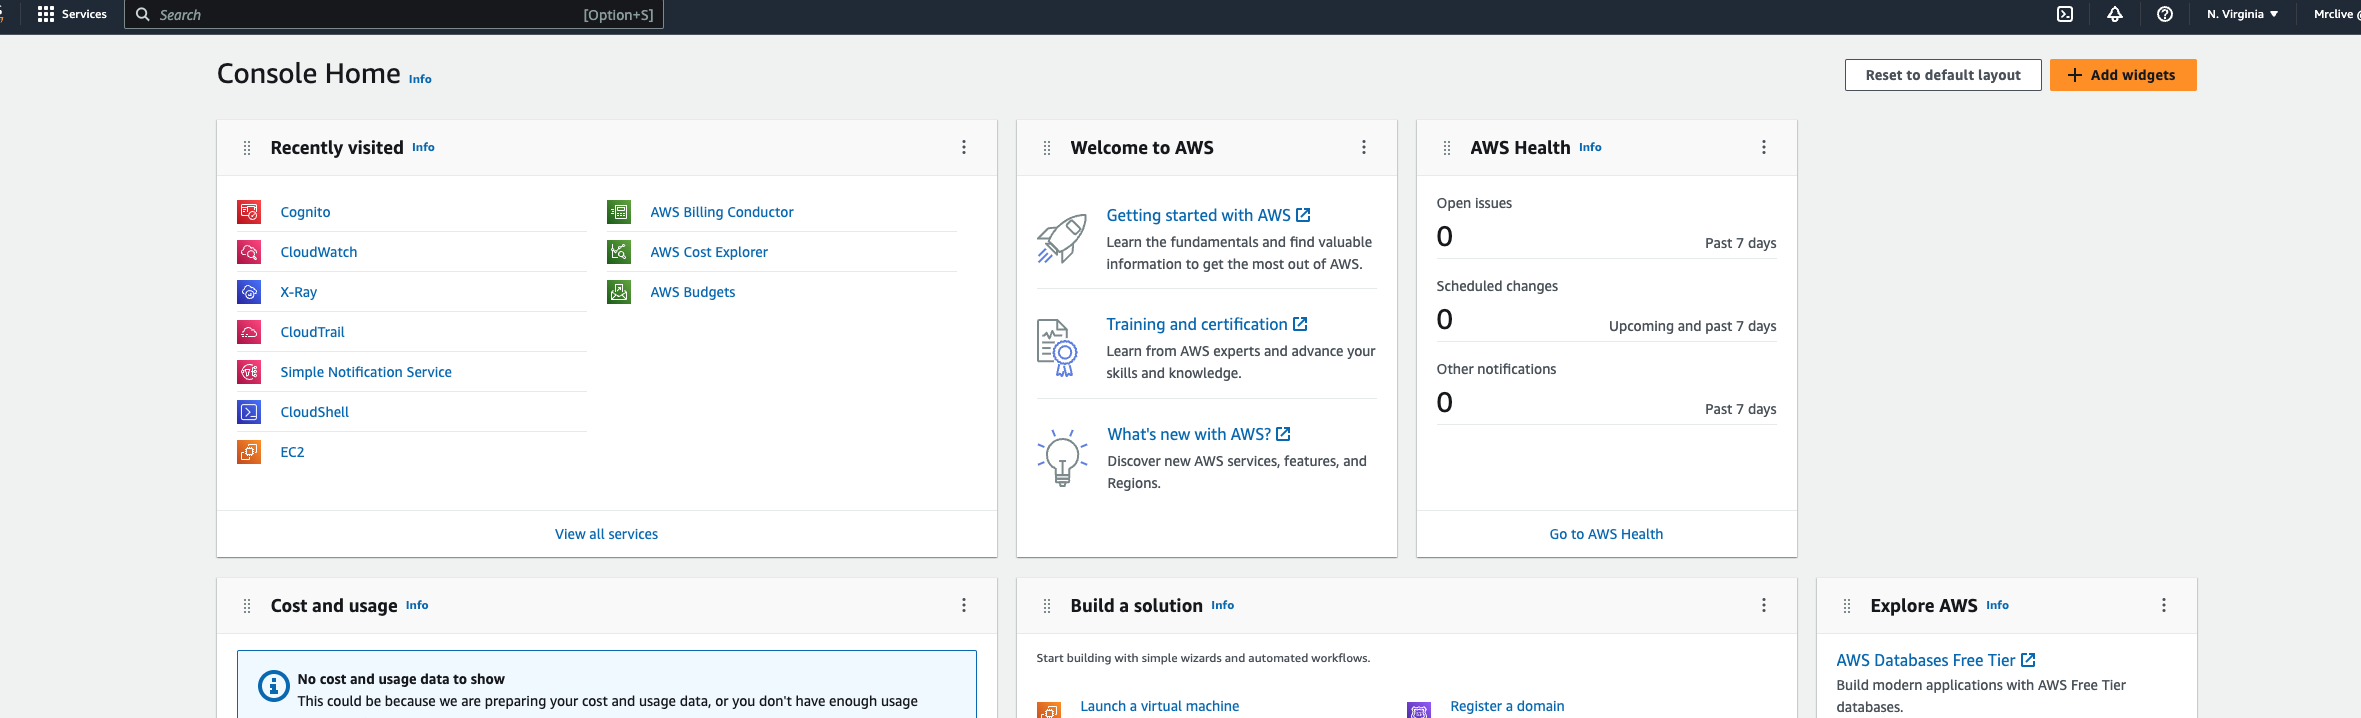 Services
Search [Option+S]
N. Virginia
Mrclive
Console Home Info
Reset to default layout
Add widgets
Recently visited Info
Cognito
CloudWatch
X-Ray
CloudTrail
Simple Notification Service
CloudShell
EC2
AWS Billing Conductor
AWS Cost Explorer
AWS Budgets
View all services
Welcome to AWS
Getting started with AWS
Learn the fundamentals and find valuable
information to get the most out of AWS.
Training and certification
Learn from AWS experts and advance your
skills and knowledge.
What's new with AWS?
Discover new AWS services, features, and
Regions.
AWS Health Info
Open issues
0 Past 7 days
Scheduled changes
0 Upcoming and past 7 days
Other notifications
0 Past 7 days
Go to AWS Health
Cost and usage Info
No cost and usage data to show
This could be because we are preparing your cost and usage data, or you don't have enough usage
Build a solution Info
Start building with simple wizards and automated workflows.
Launch a virtual machine
Register a domain
Explore AWS Info
AWS Databases Free Tier
Build modern applications with AWS Free Tier
databases.